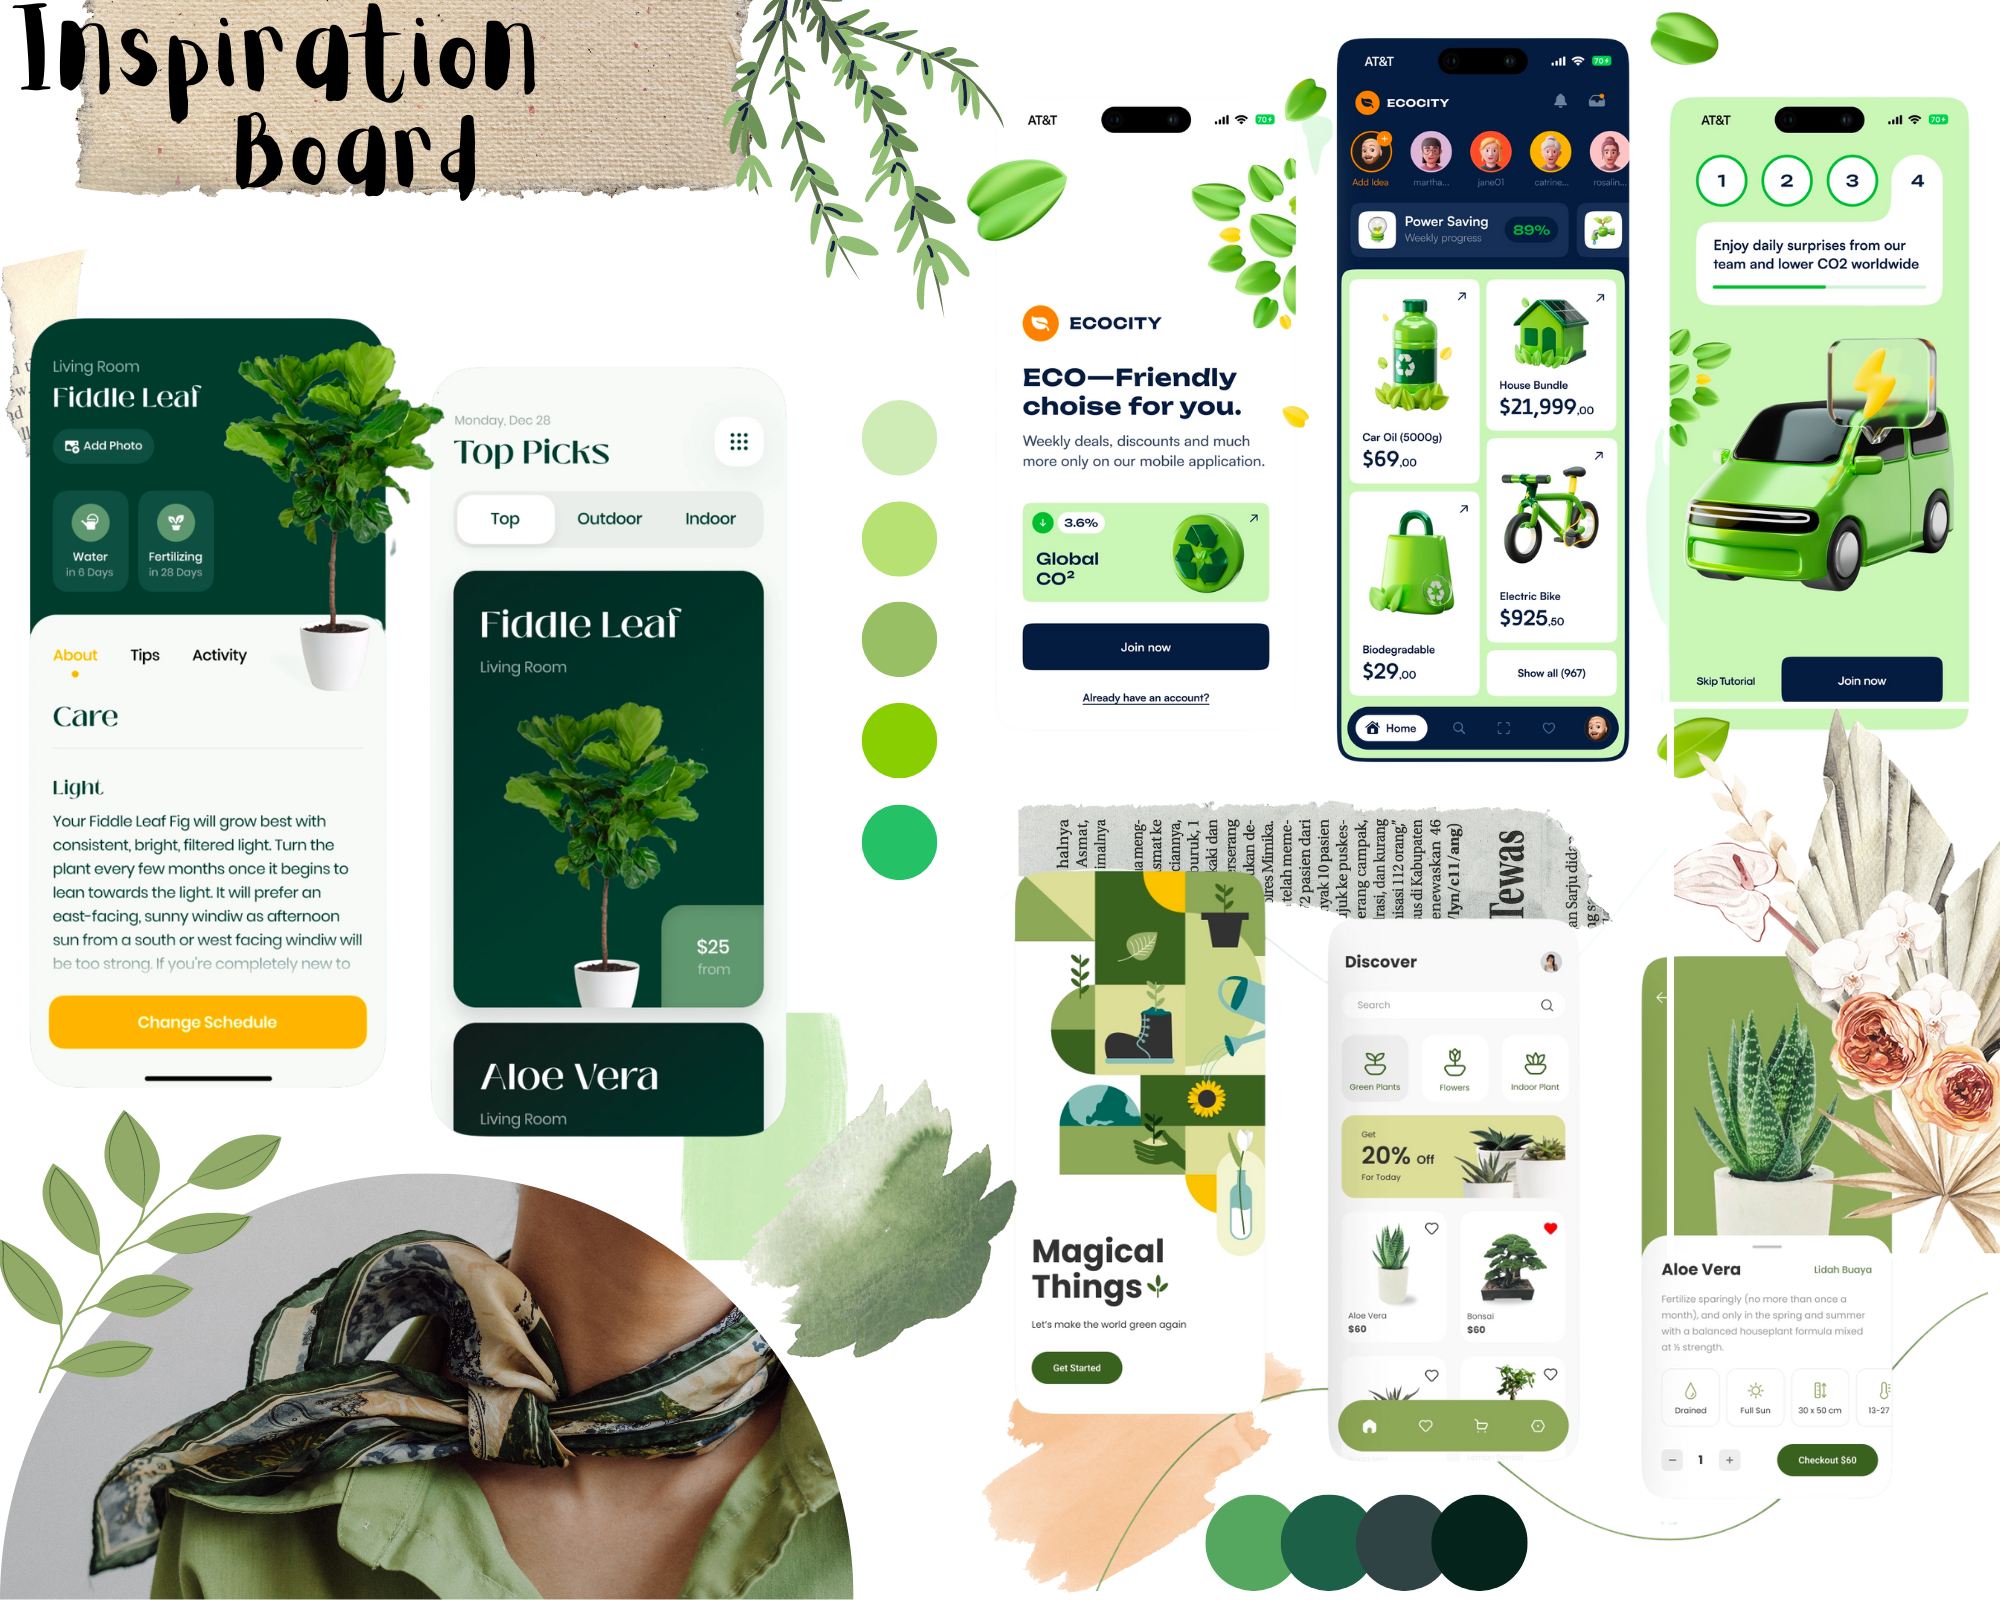 Inspiration
Board
Living Room
Fiddle Leaf
Add Photo
Water
in 6 Days
Fertilizing
in 28 Days
About Tips Activity
Care
Light
Your Fiddle Leaf Fig will grow best with
consistent, bright, filtered light. Turn the
plant every few months once it begins to
lean towards the light. It will prefer an
east-facing, sunny windiw as afternoon
sun from a south or west facing windiw will
be too strong. If you're completely new to
Change Schedule
Monday, Dec 28
Top Picks
Top Outdoor Indoor
Fiddle Leaf
Living Room
$25
from
Aloe Vera
Living Room
AT&T 70
ECOCITY
ECO—Friendly
choise for you.
Weekly deals, discounts and much
more only on our mobile application.
3.6%
Global
CO²
Join now
Already have an account?
AT&T 70
ECOCITY
Add Idea martha... jane01 catrine... rosalin...
Power Saving
Weekly progress
89%
Car Oil (5000g)
$69,00
House Bundle
$21,999,00
Electric Bike
$925,50
Biodegradable
$29,00
Show all (967)
Home
AT&T 70
1 2 3 4
Enjoy daily surprises from our
team and lower CO2 worldwide
Skip Tutorial
Join now
halnya
Asmat,
imalnya
ameng-
smat ke
ciannya,
buruk, 1
kaki dan
erserang
ukan de-
lres Mimika.
telah meme-
72 pasien dari
nyak 10 pasien
ujuk ke puskes-
erang campak,
rasi, dan kurang
isasi 112 orang,"
sus di Kabupaten
enewaskan 46
/lyn/c11/ang)
Tewas
an Sarju did
Magical
Things
Let's make the world green again
Get Started
Discover
Search
Green Plants
Flowers
Indoor Plant
Get
20% Off
For Today
Aloe Vera
$60
Bonsai
$60
Aloe Vera
Lidah Buaya
Fertilize sparingly (no more than once a
month), and only in the spring and summer
with a balanced houseplant formula mixed
at ½ strength.
Drained
Full Sun
30 x 50 cm
13-27
1
Checkout $60